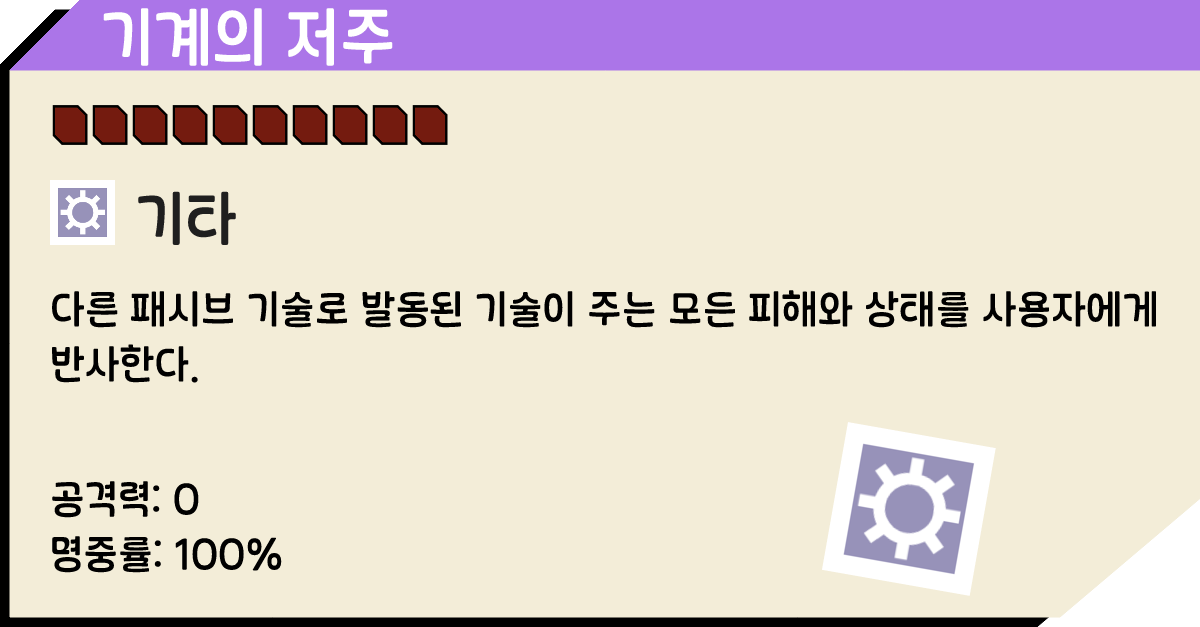 기계의 저주
기타
다른 패시브 기술로 발동된 기술이 주는 모든 피해와 상태를 사용자에게
반사한다.
공격력: 0
명중률: 100%